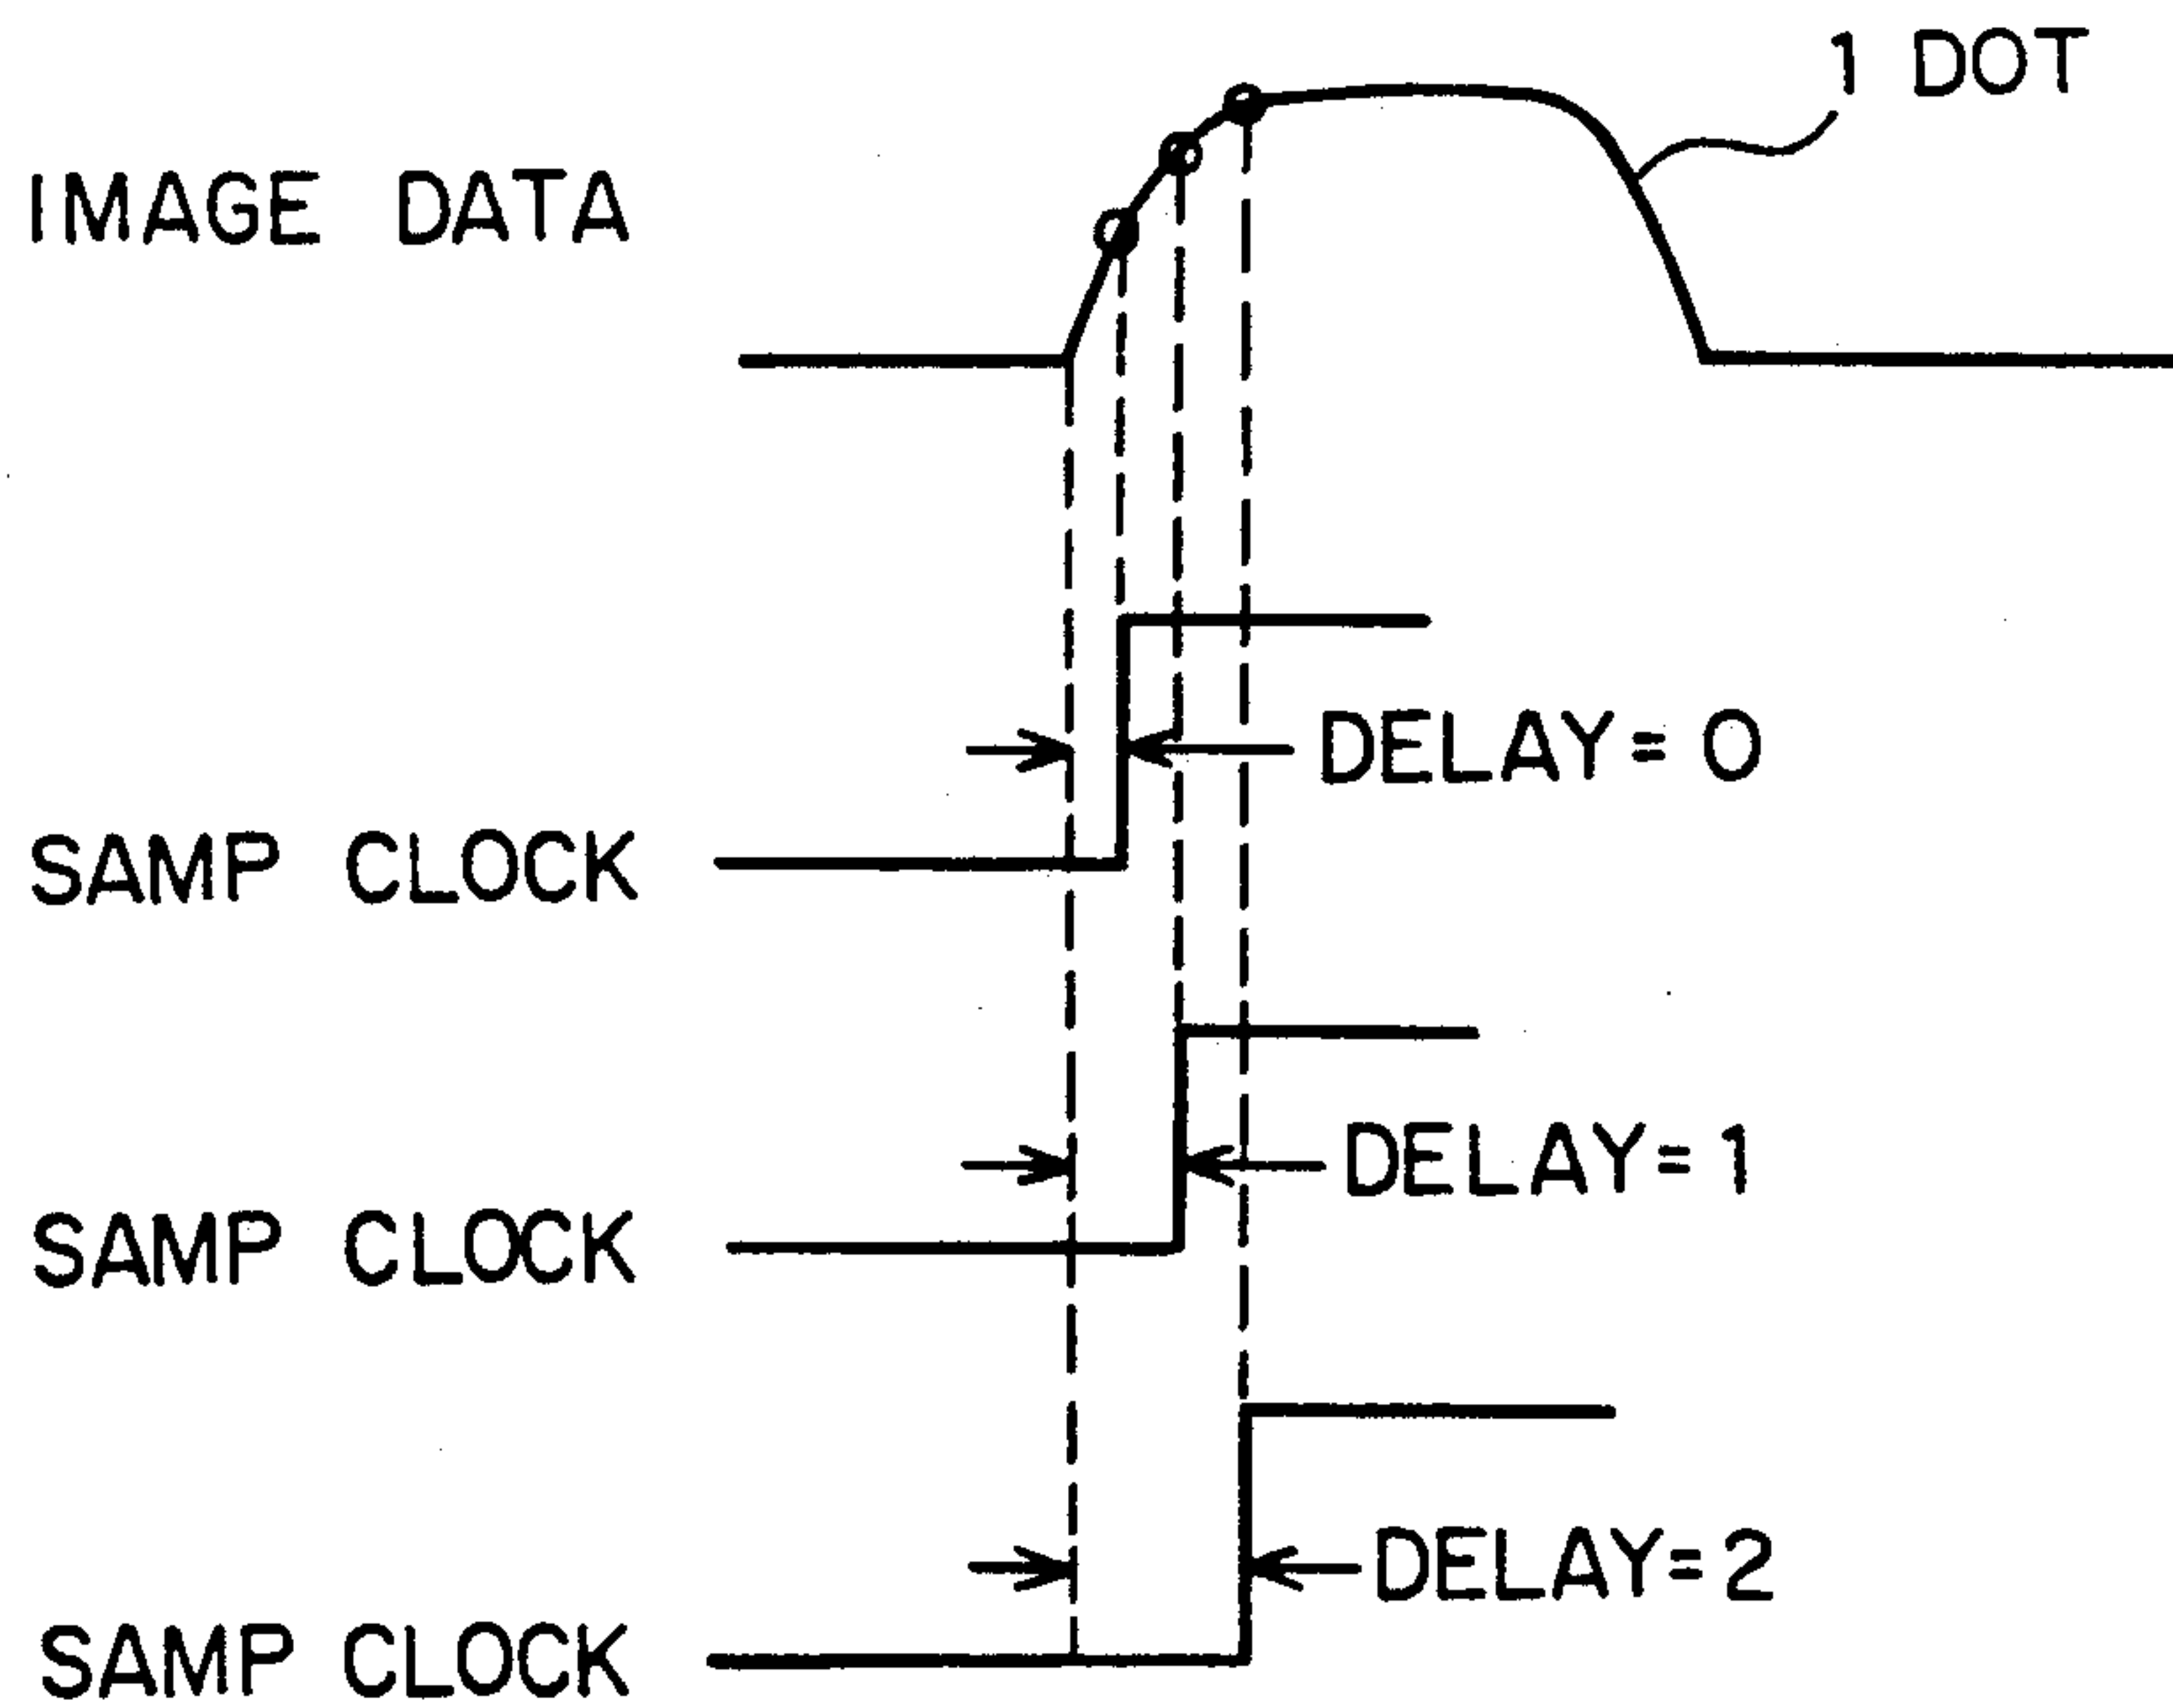 1 DOT
IMAGE DATA
DELAY=0
SAMP CLOCK
DELAY=1
SAMP CLOCK
DELAY=2
SAMP CLOCK